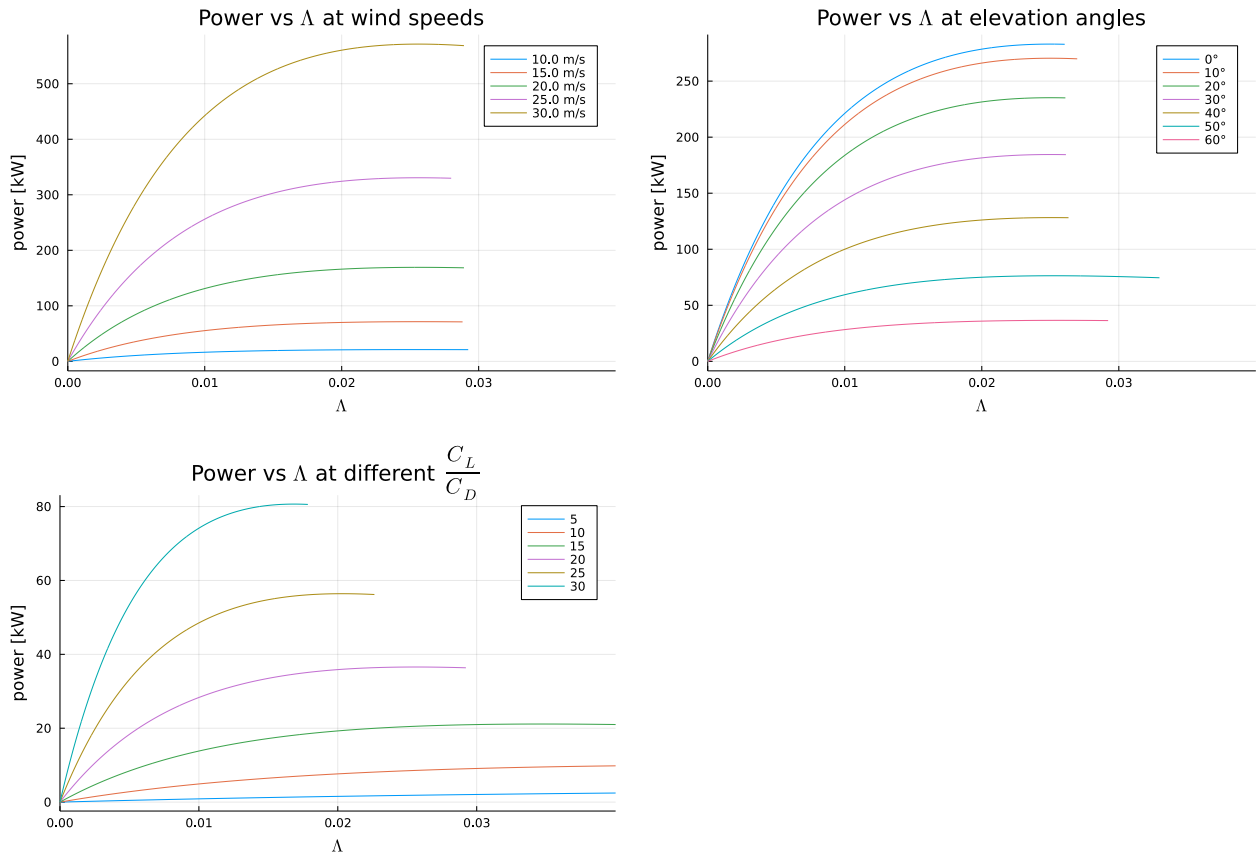 Power vs Λ at wind speeds
power [kW]
500
400
300
200
100
0
0.00 0.01 0.02 0.03
Λ
10.0 m/s
15.0 m/s
20.0 m/s
25.0 m/s
30.0 m/s
Power vs Λ at elevation angles
power [kW]
250
200
150
100
50
0
0.00 0.01 0.02 0.03
Λ
0°
10°
20°
30°
40°
50°
60°
Power vs Λ at different C_L/C_D
power [kW]
80
60
40
20
0
0.00 0.01 0.02 0.03
Λ
5
10
15
20
25
30